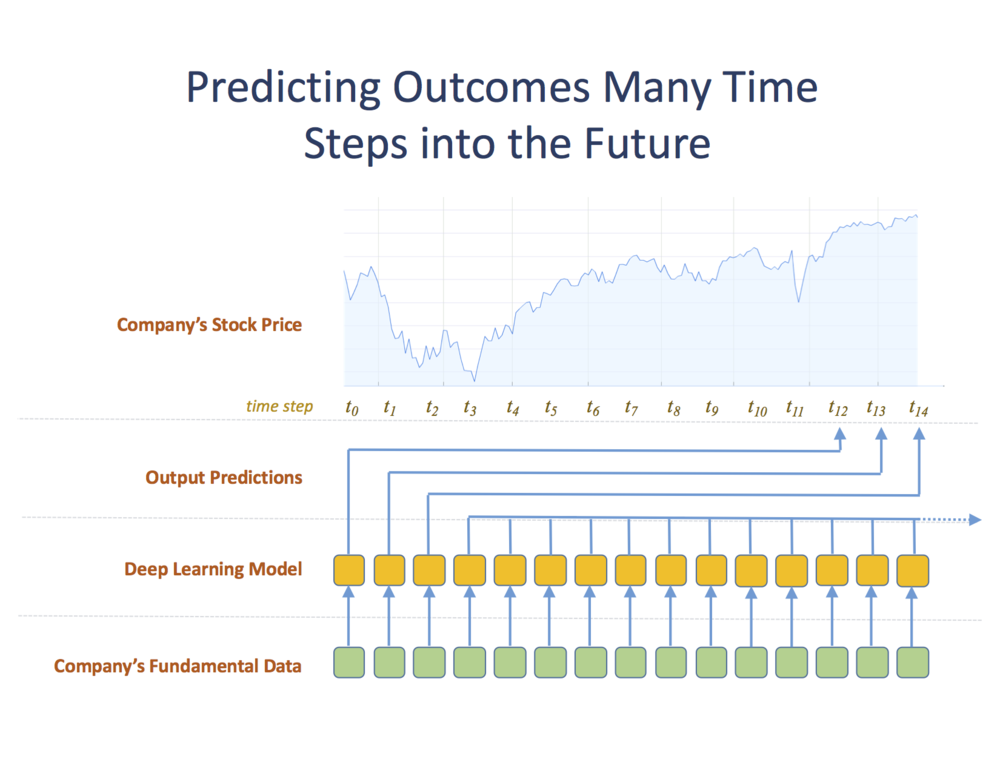 Predicting Outcomes Many Time
Steps into the Future
Company’s Stock Price
time step t0 t1 t2 t3 t4 t5 t6 t7 t8 t9 t10 t11 t12 t13 t14
Output Predictions
Deep Learning Model
Company’s Fundamental Data